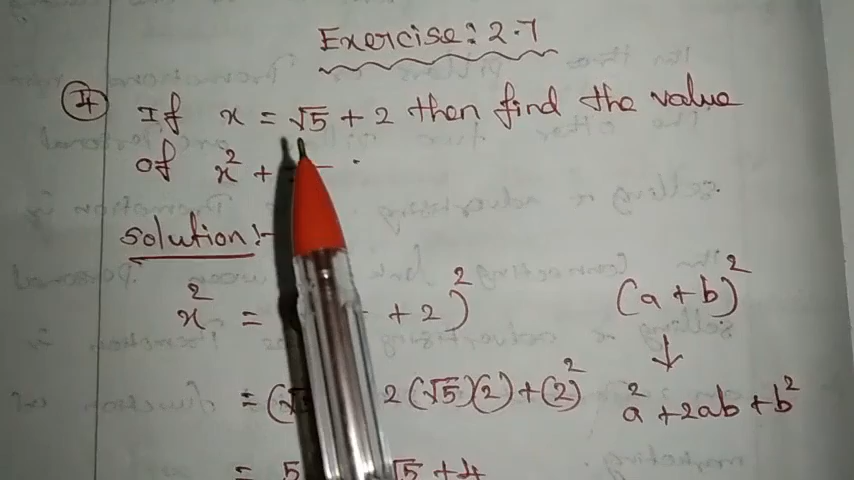 Exercise: 2.7
4 If x = √5 + 2 then find the value
of x² +
Solution :-
x² = + 2)² (a + b)²
↓
= (√ 2(√5)(2) + (2)² a² + 2ab + b²
= 5 √5 + 4